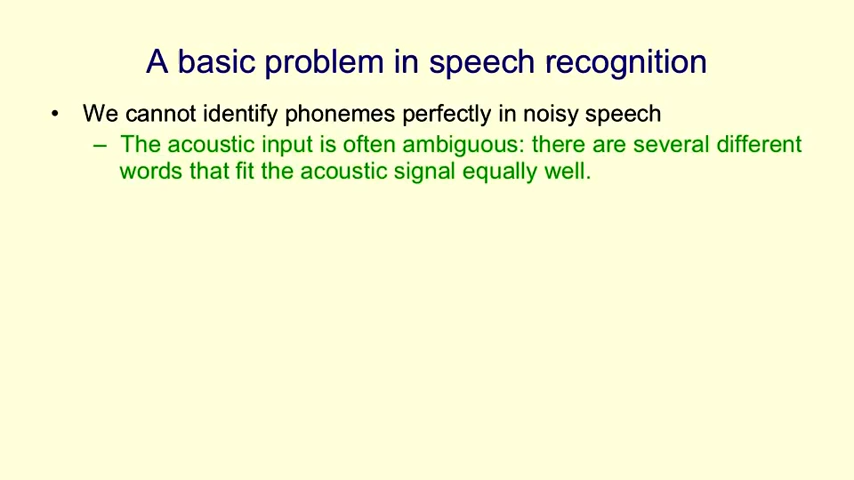 A basic problem in speech recognition
• We cannot identify phonemes perfectly in noisy speech
– The acoustic input is often ambiguous: there are several different
words that fit the acoustic signal equally well.